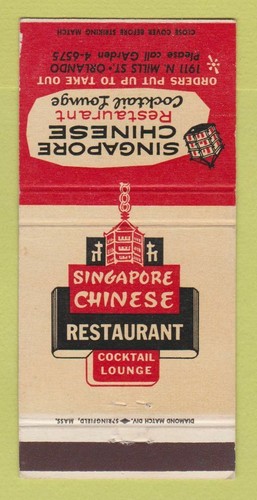 CLOSE COVER BEFORE STRIKING MATCH
SINGAPORE
CHINESE
Restaurant
Cocktail Lounge
ORDERS PUT UP TO TAKE OUT
191 N. MILLS ST. • ORLANDO
Please call GArden 4-6575
SINGAPORE
CHINESE
RESTAURANT
COCKTAIL
LOUNGE
DIAMOND MATCH DIV. SPRINGFIELD, MASS.